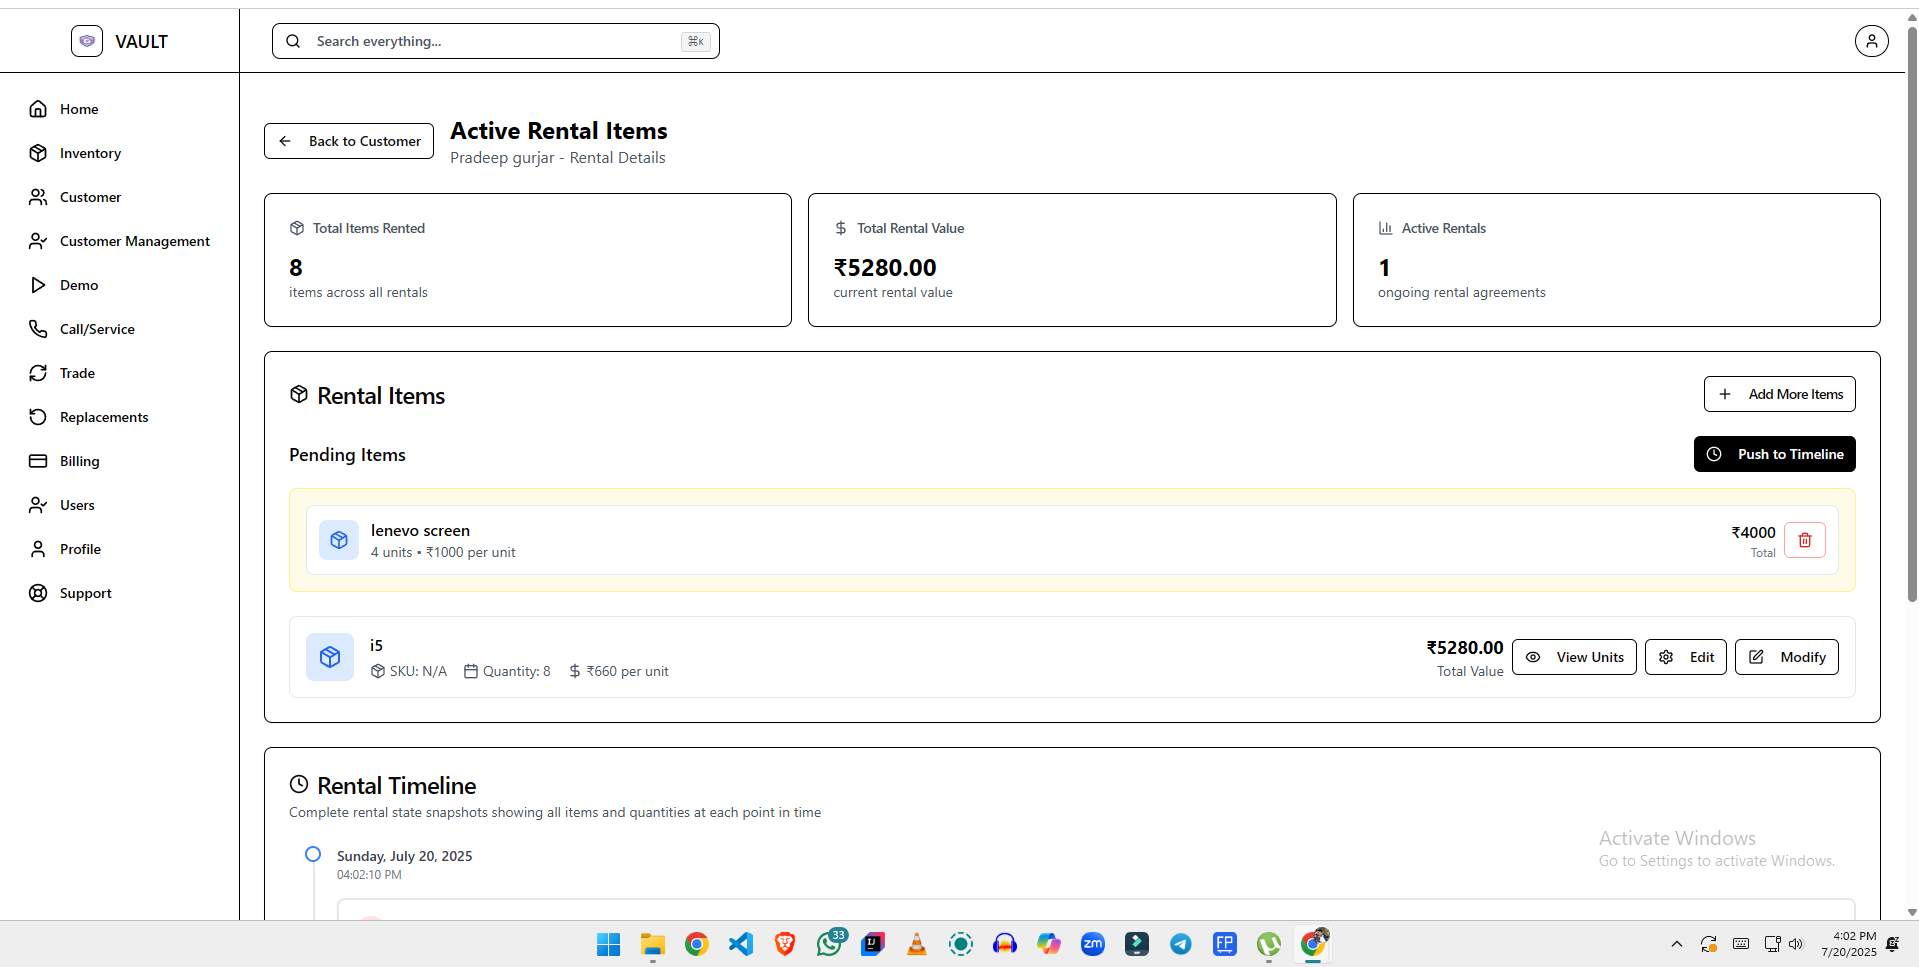 VAULT
Search everything...
⌘K
Home
Inventory
Customer
Customer Management
Demo
Call/Service
Trade
Replacements
Billing
Users
Profile
Support
Back to Customer
Active Rental Items
Pradeep gurjar - Rental Details
Total Items Rented
8
items across all rentals
Total Rental Value
₹5280.00
current rental value
Active Rentals
1
ongoing rental agreements
Rental Items
Add More Items
Pending Items
Push to Timeline
lenevo screen
4 units • ₹1000 per unit
₹4000
Total
i5
SKU: N/A Quantity: 8 ₹660 per unit
₹5280.00
Total Value
View Units
Edit
Modify
Rental Timeline
Complete rental state snapshots showing all items and quantities at each point in time
Sunday, July 20, 2025
04:02:10 PM
Activate Windows
Go to Settings to activate Windows.
33
IJ
zm
FP
4:02 PM
7/20/2025